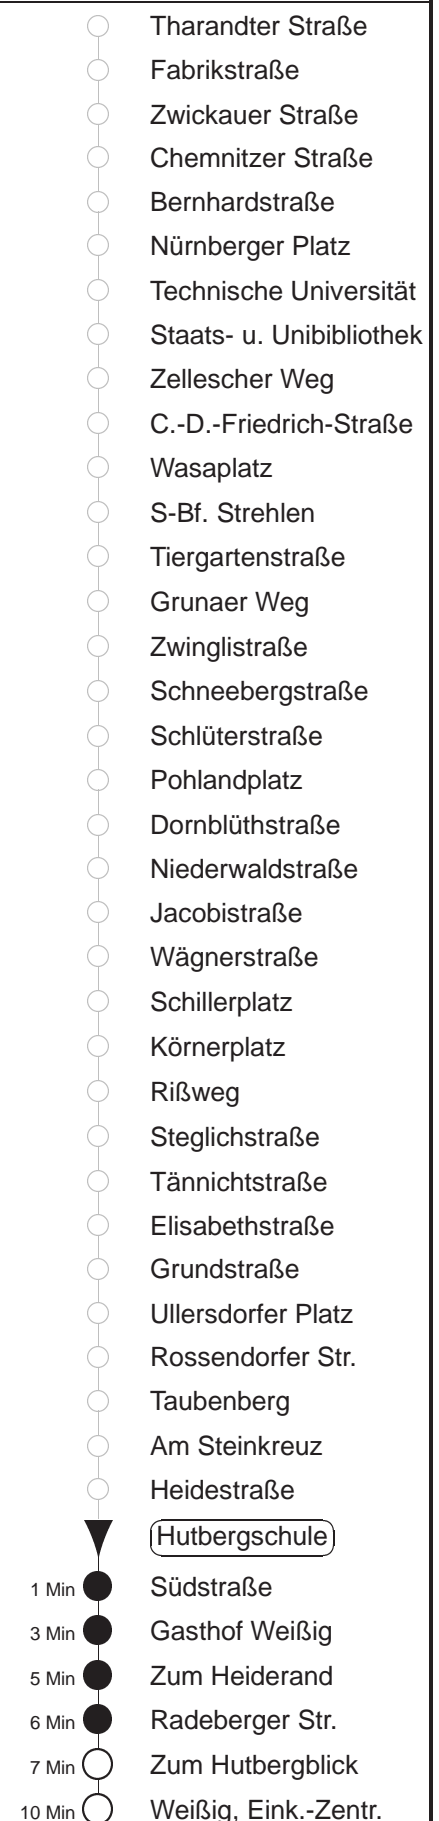 Tharandter Straße
Fabrikstraße
Zwickauer Straße
Chemnitzer Straße
Bernhardstraße
Nürnberger Platz
Technische Universität
Staats- u. Unibibliothek
Zellescher Weg
C.-D.-Friedrich-Straße
Wasaplatz
S-Bf. Strehlen
Tiergartenstraße
Grunaer Weg
Zwinglistraße
Schneebergstraße
Schlüterstraße
Pohlandplatz
Dornblüthstraße
Niederwaldstraße
Jacobistraße
Wägnerstraße
Schillerplatz
Körnerplatz
Rißweg
Steglichstraße
Tännichtstraße
Elisabethstraße
Grundstraße
Ullersdorfer Platz
Rossendorfer Str.
Taubenberg
Am Steinkreuz
Heidestraße
Hutbergschule
1 Min Südstraße
3 Min Gasthof Weißig
5 Min Zum Heiderand
6 Min Radeberger Str.
7 Min Zum Hutbergblick
10 Min Weißig, Eink.-Zentr.